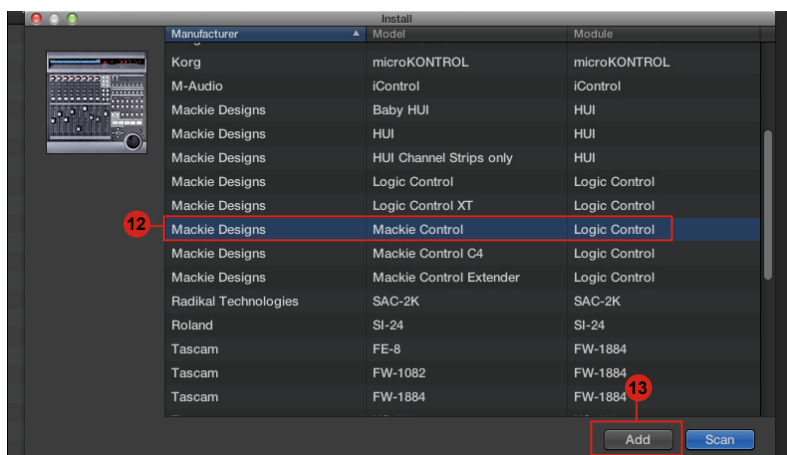 Install
Manufacturer Model Module
Korg microKONTROL microKONTROL
M-Audio iControl iControl
Mackie Designs Baby HUI HUI
Mackie Designs HUI HUI
Mackie Designs HUI Channel Strips only HUI
Mackie Designs Logic Control Logic Control
Mackie Designs Logic Control XT Logic Control
12 Mackie Designs Mackie Control Logic Control
Mackie Designs Mackie Control C4 Logic Control
Mackie Designs Mackie Control Extender Logic Control
Radikal Technologies SAC-2K SAC-2K
Roland SI-24 SI-24
Tascam FE-8 FW-1884
Tascam FW-1082 FW-1884
Tascam FW-1884 FW-1884
13
Add Scan